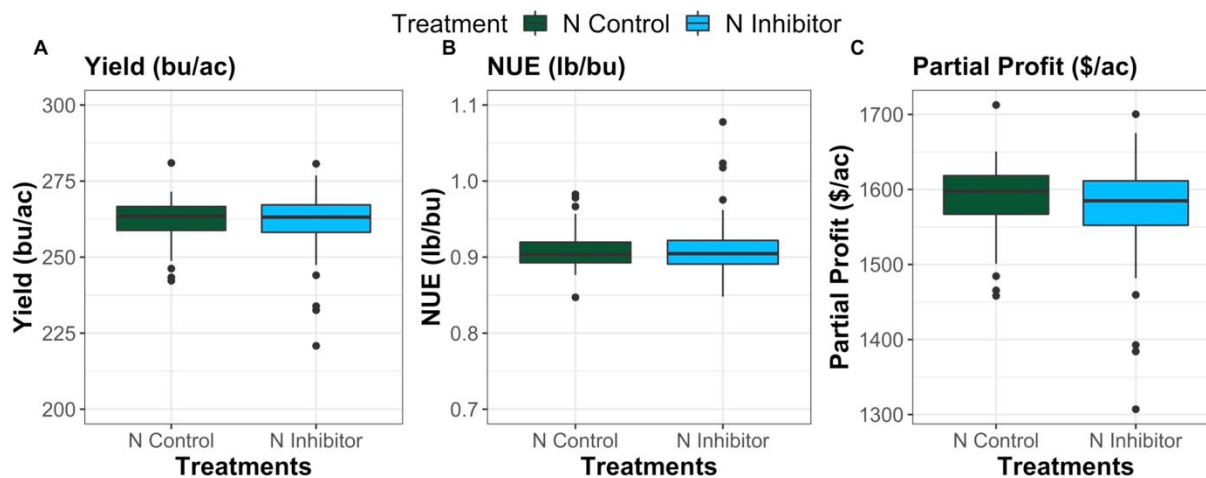 Treatment N Control N Inhibitor
A
Yield (bu/ac)
300
275
250
225
200
Yield (bu/ac)
N Control N Inhibitor
Treatments
B
NUE (lb/bu)
1.1
1.0
0.9
0.8
0.7
NUE (lb/bu)
N Control N Inhibitor
Treatments
C
Partial Profit ($/ac)
1700
1600
1500
1400
1300
Partial Profit ($/ac)
N Control N Inhibitor
Treatments